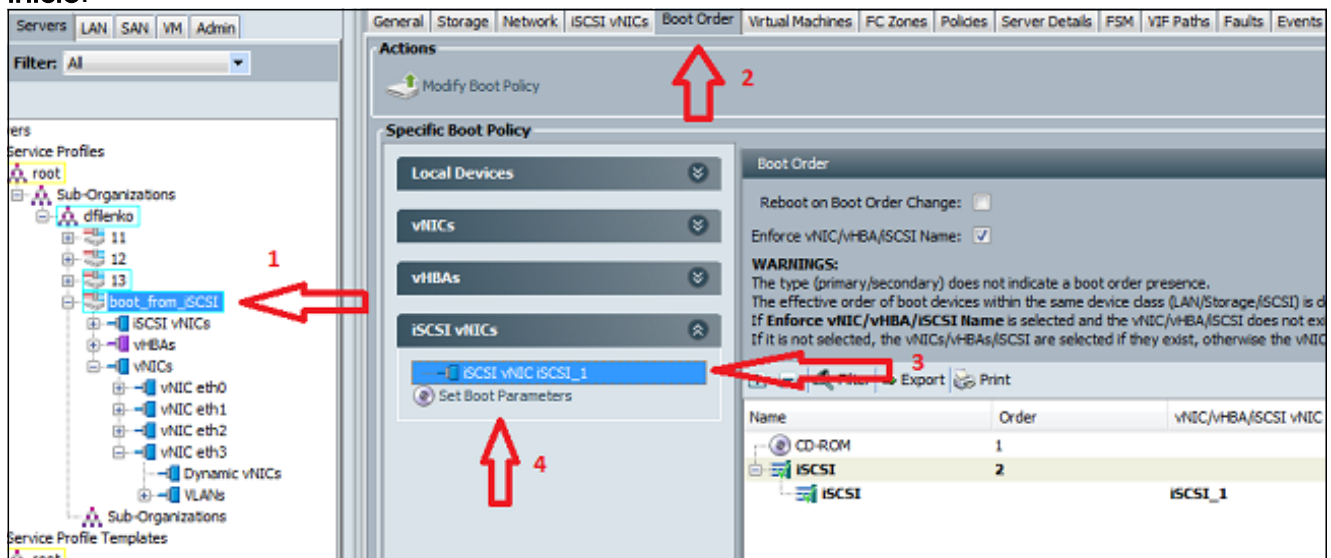 inicio.
Servers LAN SAN VM Admin
Filter: All
ers
Service Profiles
root
Sub-Organizations
dfilenko
11
12
13
boot_from_iSCSI
iSCSI vNICs
vHBAs
vNICs
vNIC eth0
vNIC eth1
vNIC eth2
vNIC eth3
Dynamic vNICs
VLANs
Sub-Organizations
Service Profile Templates
root
1
General Storage Network iSCSI vNICs Boot Order Virtual Machines FC Zones Policies Server Details FSM VIF Paths Faults Events
Actions
Modify Boot Policy
2
Specific Boot Policy
Local Devices
vNICs
vHBAs
iSCSI vNICs
iSCSI vNIC iSCSI_1
Set Boot Parameters
3
4
Boot Order
Reboot on Boot Order Change:
Enforce vNIC/vHBA/iSCSI Name:
WARNINGS:
The type (primary/secondary) does not indicate a boot order presence.
The effective order of boot devices within the same device class (LAN/Storage/iSCSI) is d
If Enforce vNIC/vHBA/iSCSI Name is selected and the vNIC/vHBA/iSCSI does not ex
If it is not selected, the vNICs/vHBAs/iSCSI are selected if they exist, otherwise the vNIC
Export Print
Name Order vNIC/vHBA/iSCSI vNIC
CD-ROM 1
iSCSI 2
iSCSI iSCSI_1